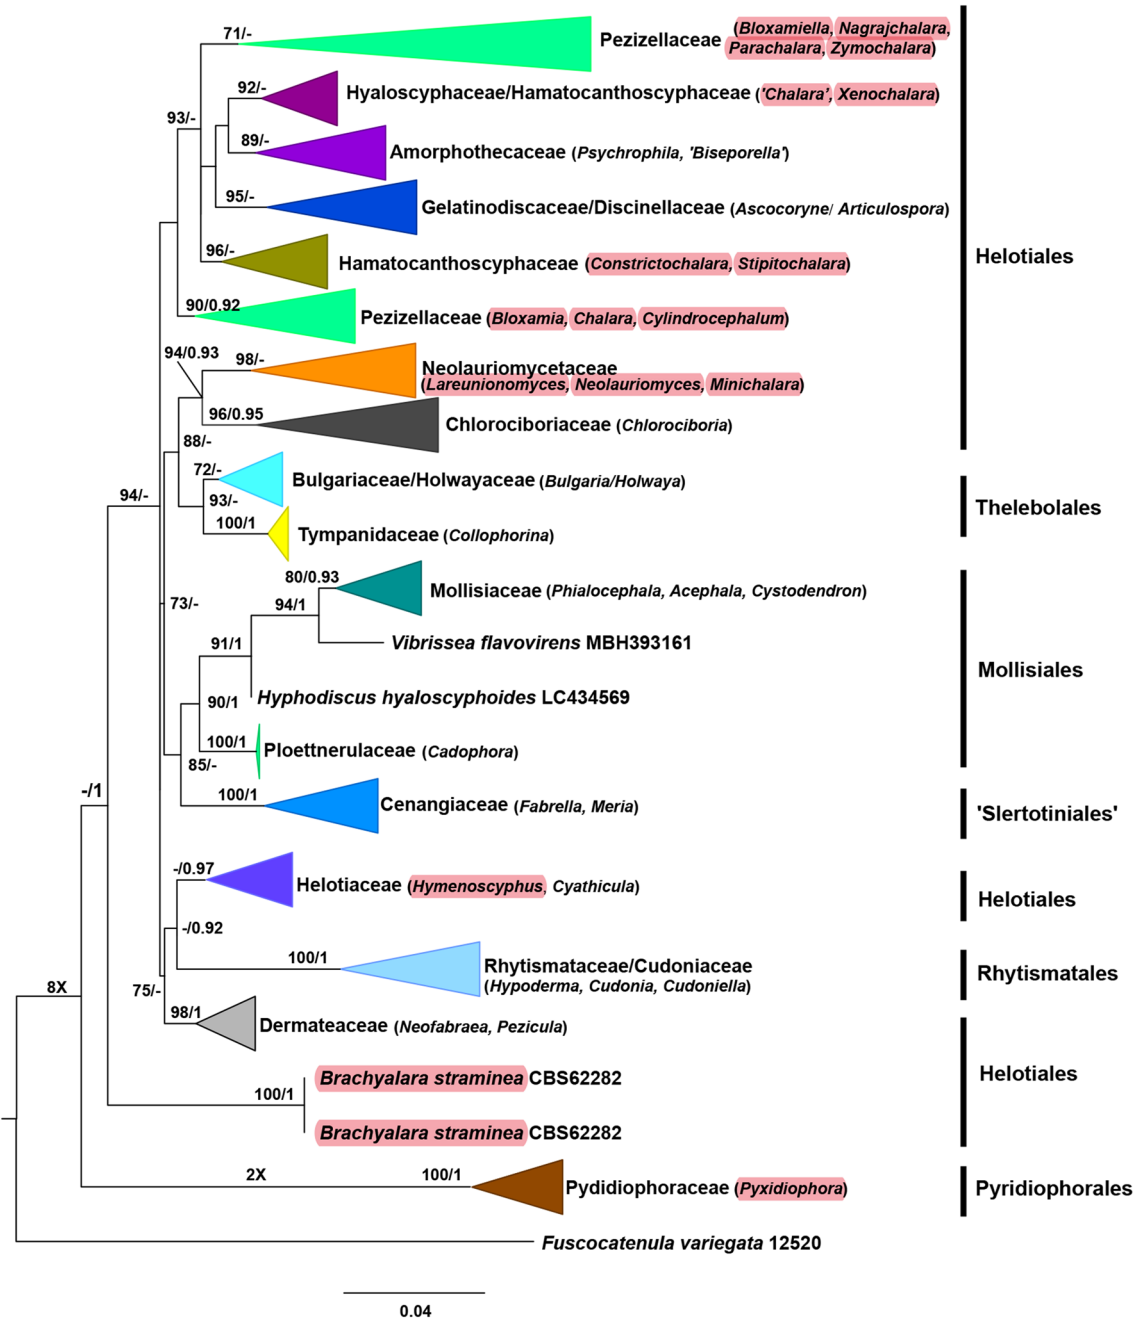 71/-
Pezizellaceae (Bloxamiella, Nagrajchalara,
Parachalara, Zymochalara)
92/-
Hyaloscyphaceae/Hamatocanthoscyphaceae ('Chalara', Xenochalara)
93/-
89/-
Amorphothecaceae (Psychrophila, 'Biseporella')
95/-
Gelatinodiscaceae/Discinellaceae (Ascocoryne/ Articulospora)
Helotiales
96/-
Hamatocanthoscyphaceae (Constrictochalara, Stipitochalara)
90/0.92
Pezizellaceae (Bloxamia, Chalara, Cylindrocephalum)
94/0.93
98/-
Neolauriomycetaceae
(Lareunionomyces, Neolauriomyces, Minichalara)
96/0.95
Chlorociboriaceae (Chlorociboria)
88/-
72/-
Bulgariaceae/Holwayaceae (Bulgaria/Holwaya)
94/-
93/-
Thelebolales
100/1
Tympanidaceae (Collophorina)
80/0.93
Mollisiaceae (Phialocephala, Acephala, Cystodendron)
73/-
94/1
91/1
Vibrissea flavovirens MBH393161
Mollisiales
Hyphodiscus hyaloscyphoides LC434569
90/1
100/1
Ploettnerulaceae (Cadophora)
85/-
-/1
100/1
Cenangiaceae (Fabrella, Meria)
'Slertotiniales'
-/0.97
Helotiaceae (Hymenoscyphus, Cyathicula)
Helotiales
-/0.92
100/1
Rhytismataceae/Cudoniaceae
(Hypoderma, Cudonia, Cudoniella)
Rhytismatales
8X
75/-
98/1
Dermateaceae (Neofabraea, Pezicula)
Helotiales
Brachyalara straminea CBS62282
100/1
Brachyalara straminea CBS62282
2X
100/1
Pydidiophoraceae (Pyxidiophora)
Pyridiophorales
Fuscocatenula variegata 12520
0.04